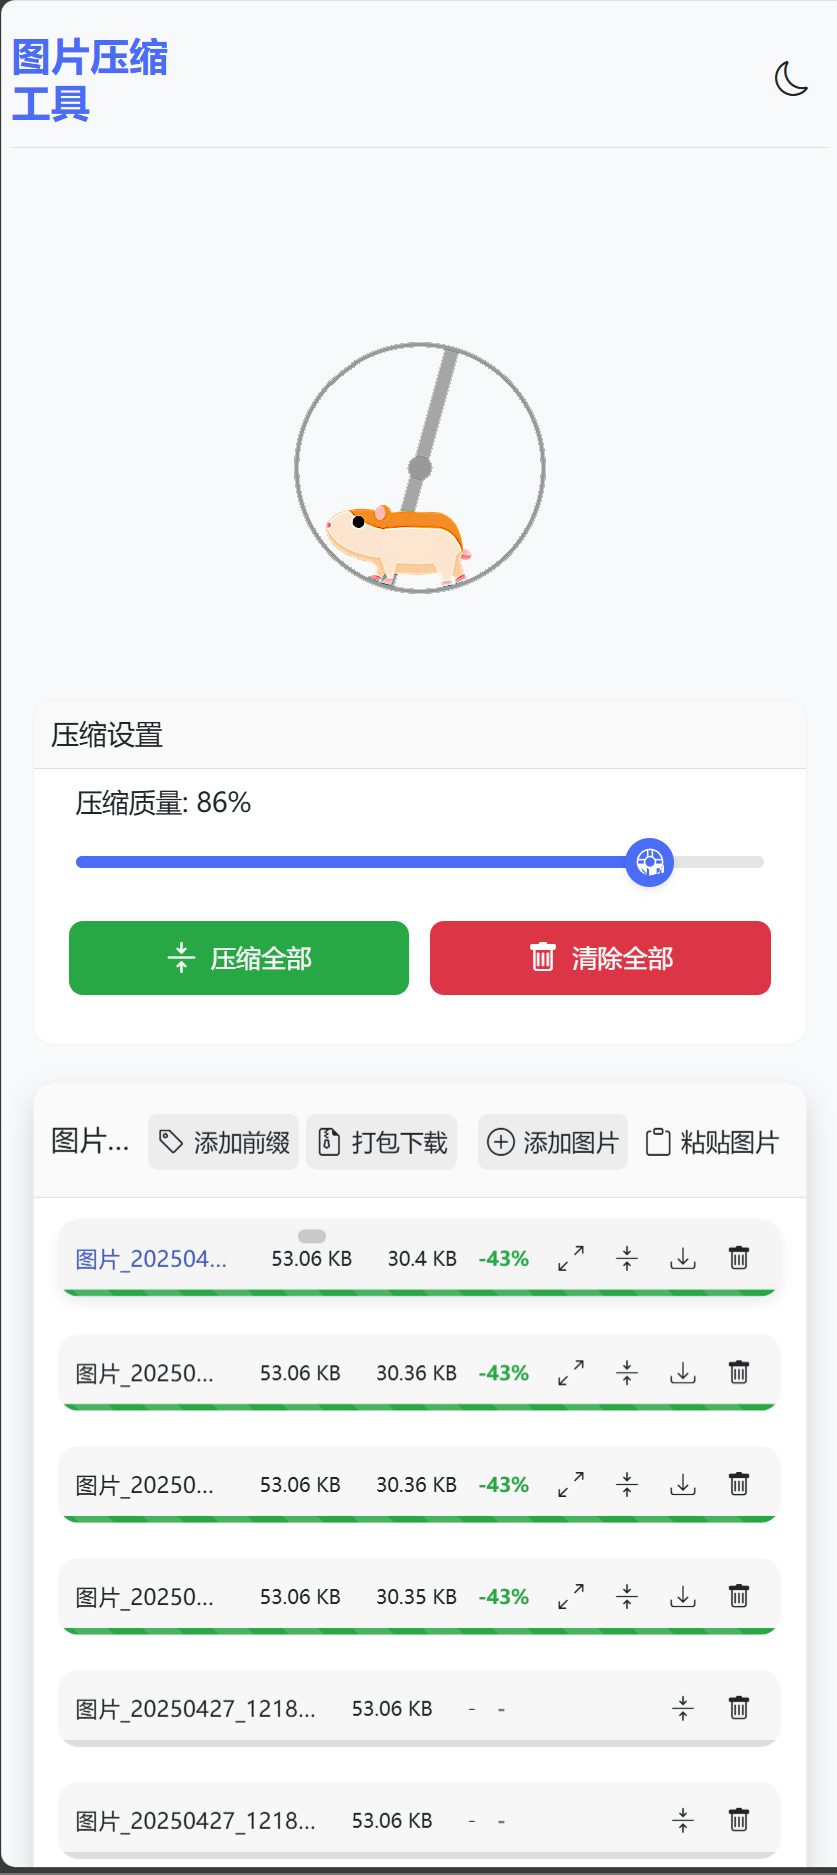 图片压缩
工具
压缩设置
压缩质量: 86%
压缩全部 清除全部
图片... 添加前缀 打包下载 添加图片 粘贴图片
图片_202504... 53.06 KB 30.4 KB -43%
图片_20250... 53.06 KB 30.36 KB -43%
图片_20250... 53.06 KB 30.36 KB -43%
图片_20250... 53.06 KB 30.35 KB -43%
图片_20250427_1218... 53.06 KB - -
图片_20250427_1218... 53.06 KB - -